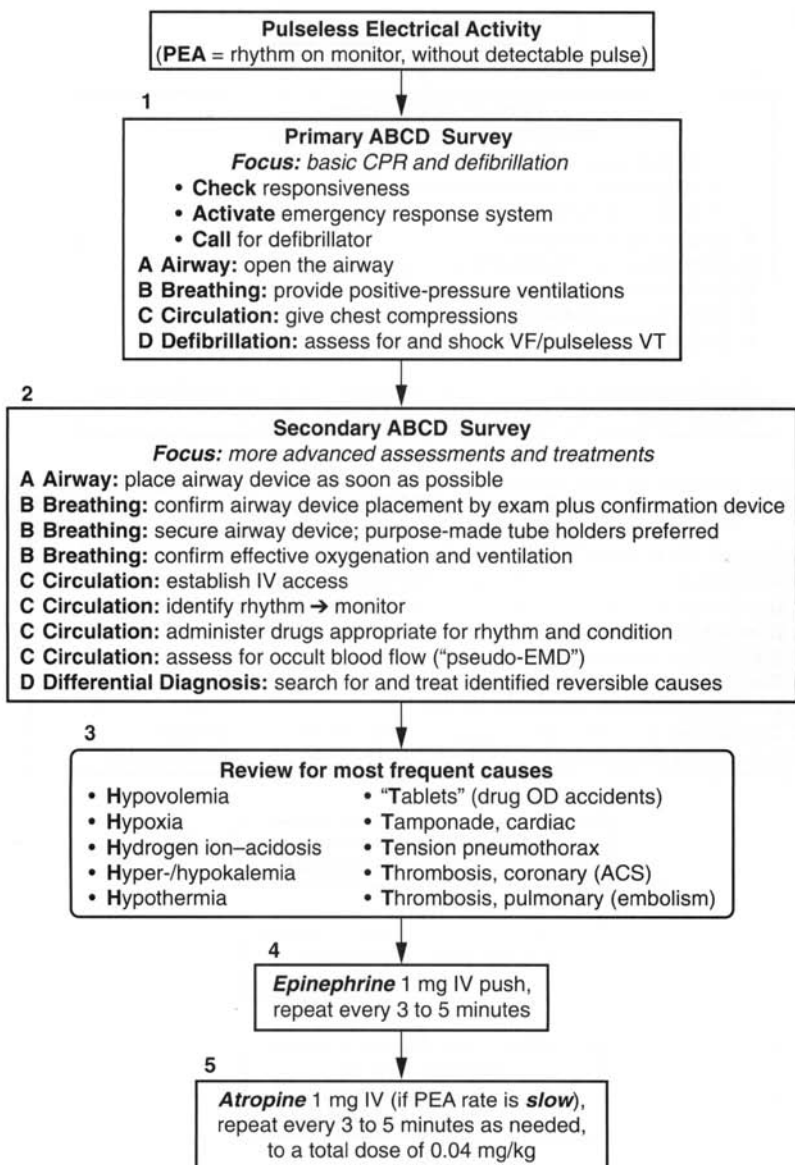 Pulseless Electrical Activity
(PEA = rhythm on monitor, without detectable pulse)
1
Primary ABCD Survey
Focus: basic CPR and defibrillation
• Check responsiveness
• Activate emergency response system
• Call for defibrillator
A Airway: open the airway
B Breathing: provide positive-pressure ventilations
C Circulation: give chest compressions
D Defibrillation: assess for and shock VF/pulseless VT
2
Secondary ABCD Survey
Focus: more advanced assessments and treatments
A Airway: place airway device as soon as possible
B Breathing: confirm airway device placement by exam plus confirmation device
B Breathing: secure airway device; purpose-made tube holders preferred
B Breathing: confirm effective oxygenation and ventilation
C Circulation: establish IV access
C Circulation: identify rhythm → monitor
C Circulation: administer drugs appropriate for rhythm and condition
C Circulation: assess for occult blood flow (“pseudo-EMD”)
D Differential Diagnosis: search for and treat identified reversible causes
3
Review for most frequent causes
• Hypovolemia
• Hypoxia
• Hydrogen ion–acidosis
• Hyper-/hypokalemia
• Hypothermia
• “Tablets” (drug OD accidents)
• Tamponade, cardiac
• Tension pneumothorax
• Thrombosis, coronary (ACS)
• Thrombosis, pulmonary (embolism)
4
Epinephrine 1 mg IV push,
repeat every 3 to 5 minutes
5
Atropine 1 mg IV (if PEA rate is slow),
repeat every 3 to 5 minutes as needed,
to a total dose of 0.04 mg/kg